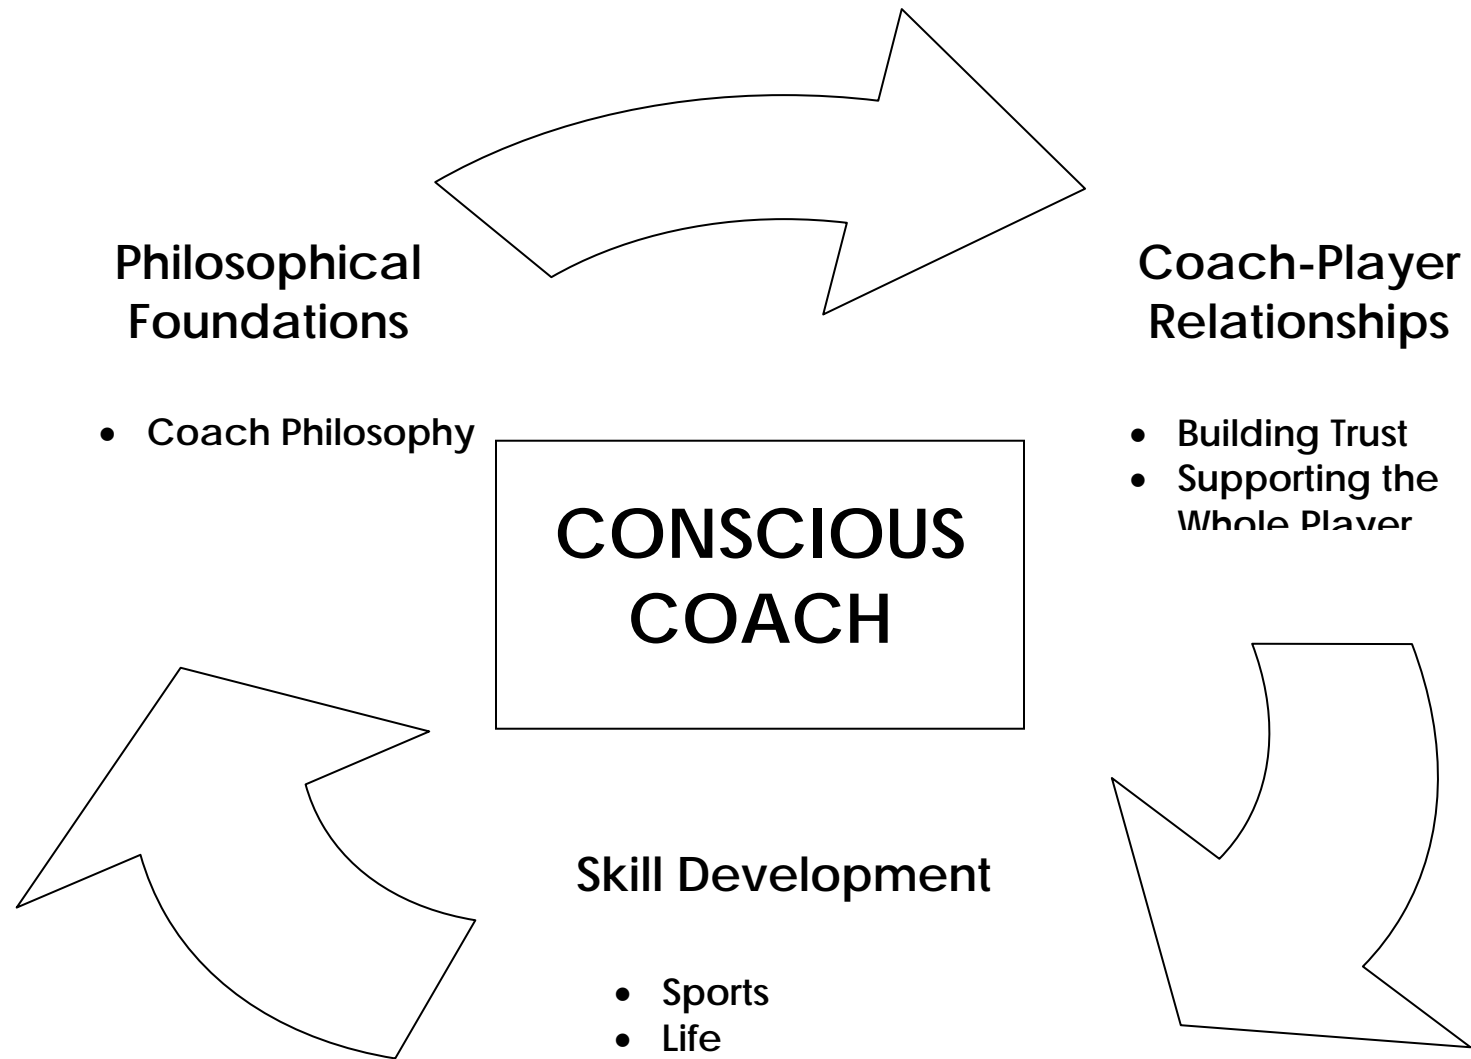 Philosophical
Foundations
• Coach Philosophy
Coach-Player
Relationships
• Building Trust
• Supporting the
Whole Player
CONSCIOUS
COACH
Skill Development
• Sports
• Life